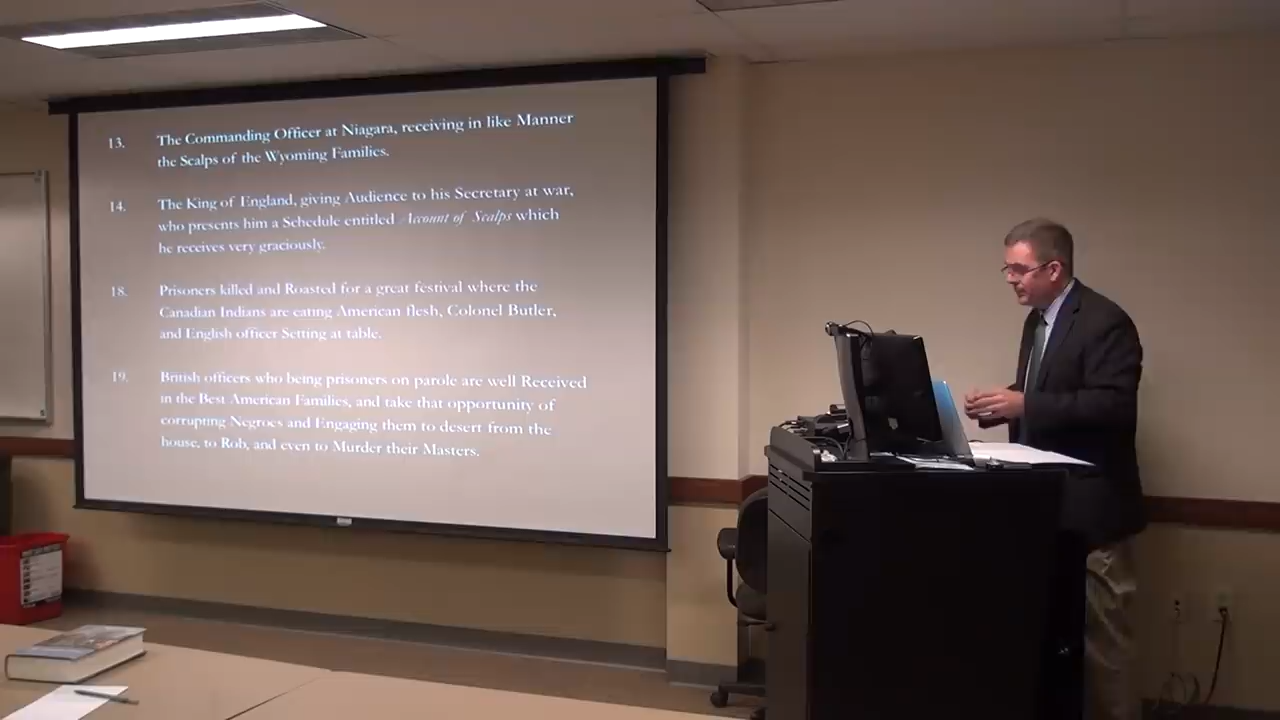 13. The Commanding Officer at Niagara, receiving in like Manner
the Scalps of the Wyoming Families.
14. The King of England, giving Audience to his Secretary at war,
who presents him a Schedule entitled Account of Scalps which
he receives very graciously.
18. Prisoners killed and Roasted for a great festival where the
Canadian Indians are eating American flesh, Colonel Butler,
and English officer Setting at table.
19. British officers who being prisoners on parole are well Received
in the Best American Families, and take that opportunity of
corrupting Negroes and Engaging them to desert from the
house, to Rob, and even to Murder their Masters.